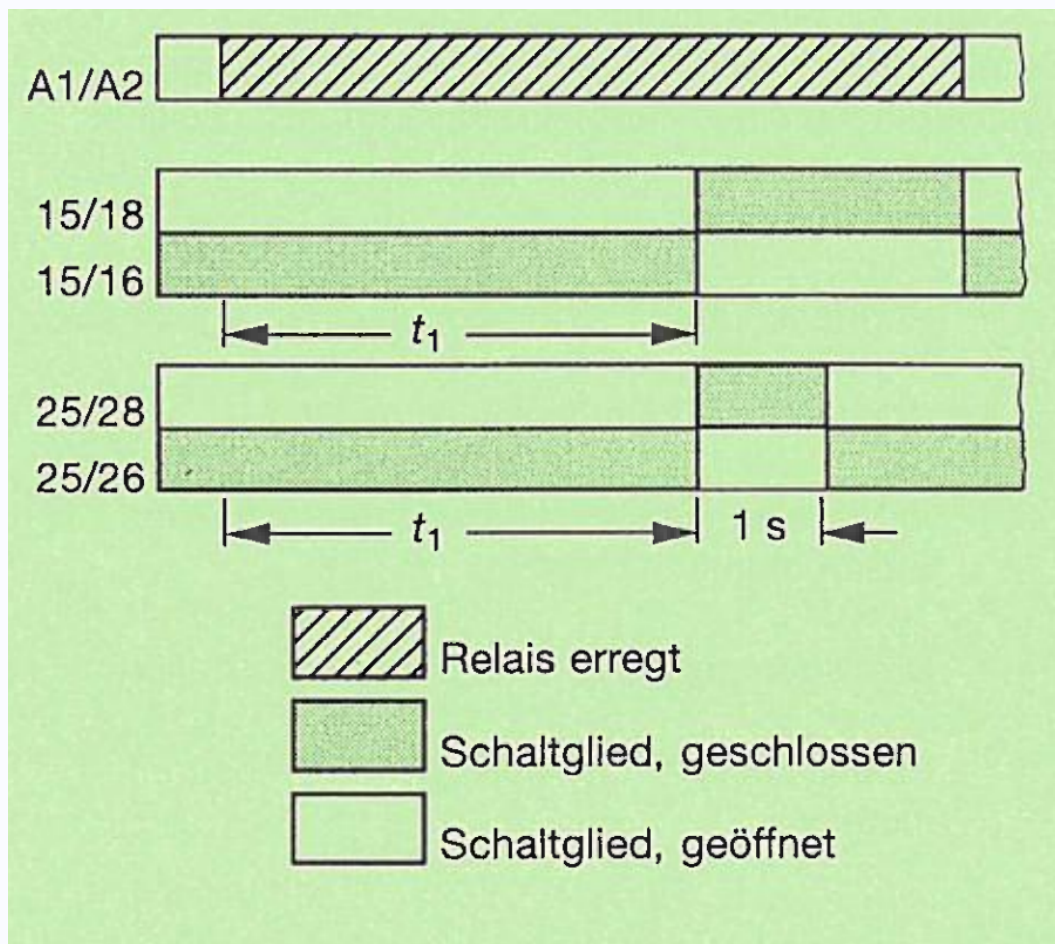 A1/A2
15/18
15/16
t1
25/28
25/26
t1 1 s
Relais erregt
Schaltglied, geschlossen
Schaltglied, geöffnet